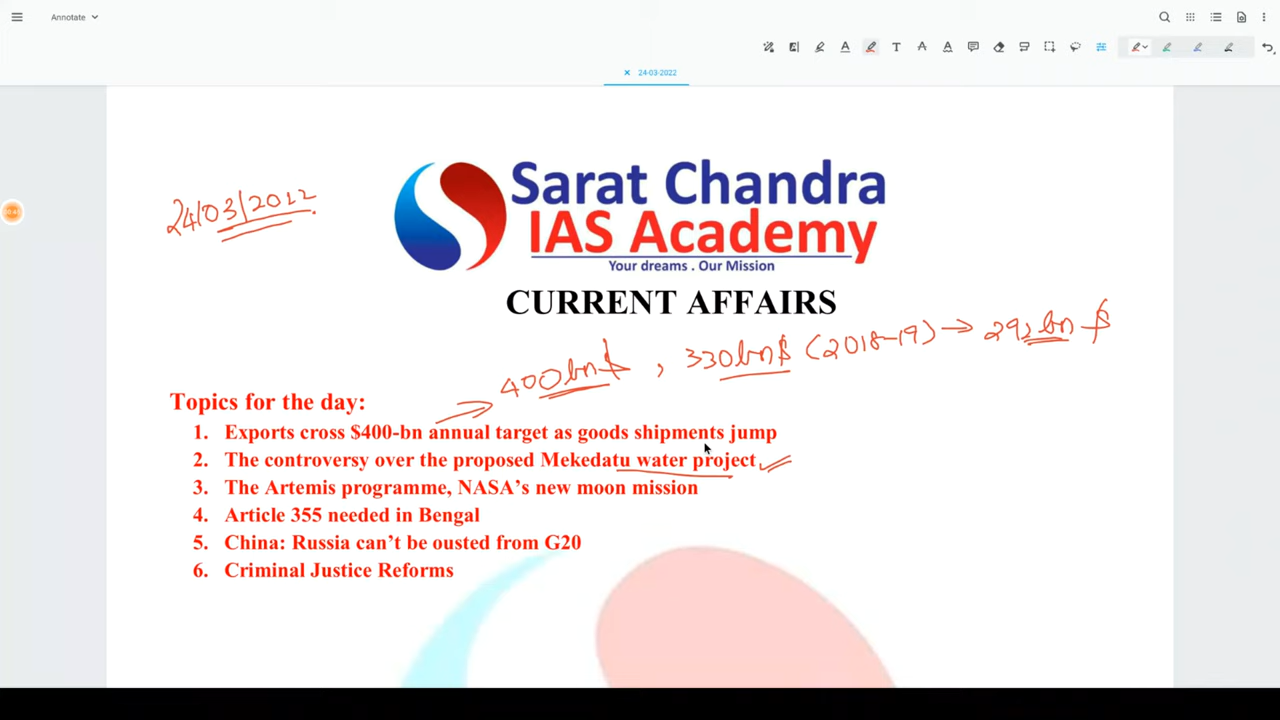 Annotate
24-03-2022
24/03/2012
Sarat Chandra
IAS Academy
Your dreams . Our Mission
CURRENT AFFAIRS
400bn$ , 330bn$ (2018-19) → 292bn $
Topics for the day:
1. Exports cross $400-bn annual target as goods shipments jump
2. The controversy over the proposed Mekedatu water project
3. The Artemis programme, NASA's new moon mission
4. Article 355 needed in Bengal
5. China: Russia can't be ousted from G20
6. Criminal Justice Reforms